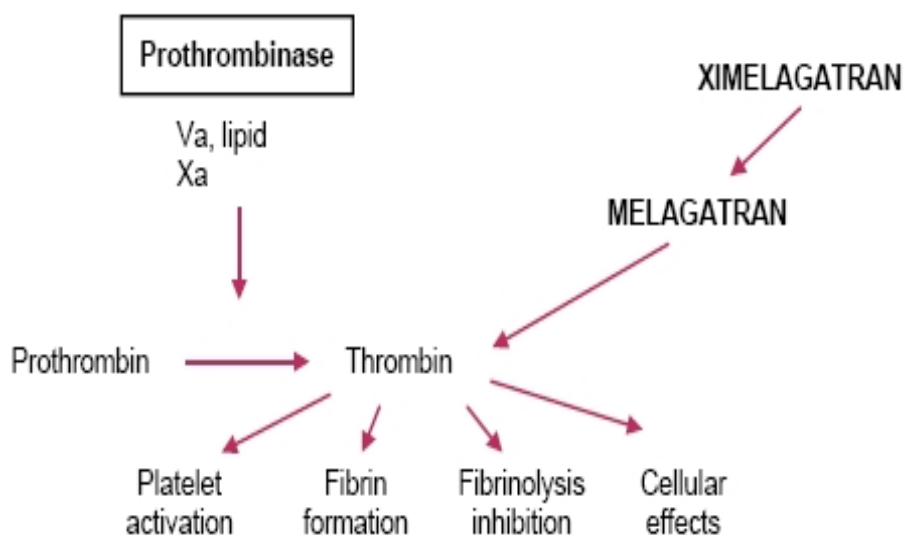 Prothrombinase
XIMELAGATRAN
Va, lipid
Xa
MELAGATRAN
Prothrombin
Thrombin
Platelet
activation
Fibrin
formation
Fibrinolysis
inhibition
Cellular
effects